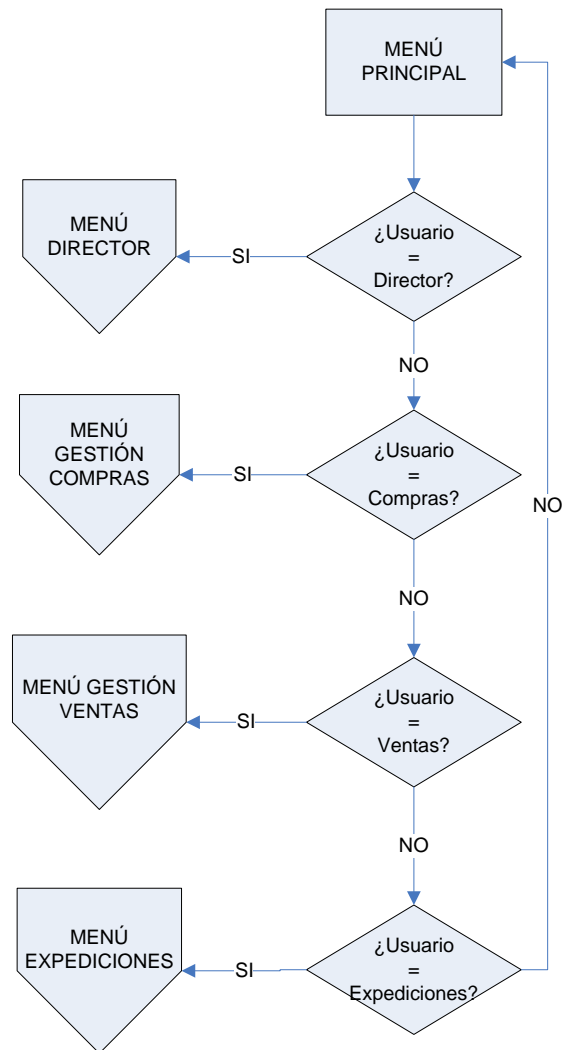 MENÚ
PRINCIPAL
MENÚ
DIRECTOR
SI
¿Usuario
=
Director?
NO
MENÚ
GESTIÓN
COMPRAS
SI
¿Usuario
=
Compras?
NO
NO
MENÚ GESTIÓN
VENTAS
SI
¿Usuario
=
Ventas?
NO
MENÚ
EXPEDICIONES
SI
¿Usuario
=
Expediciones?